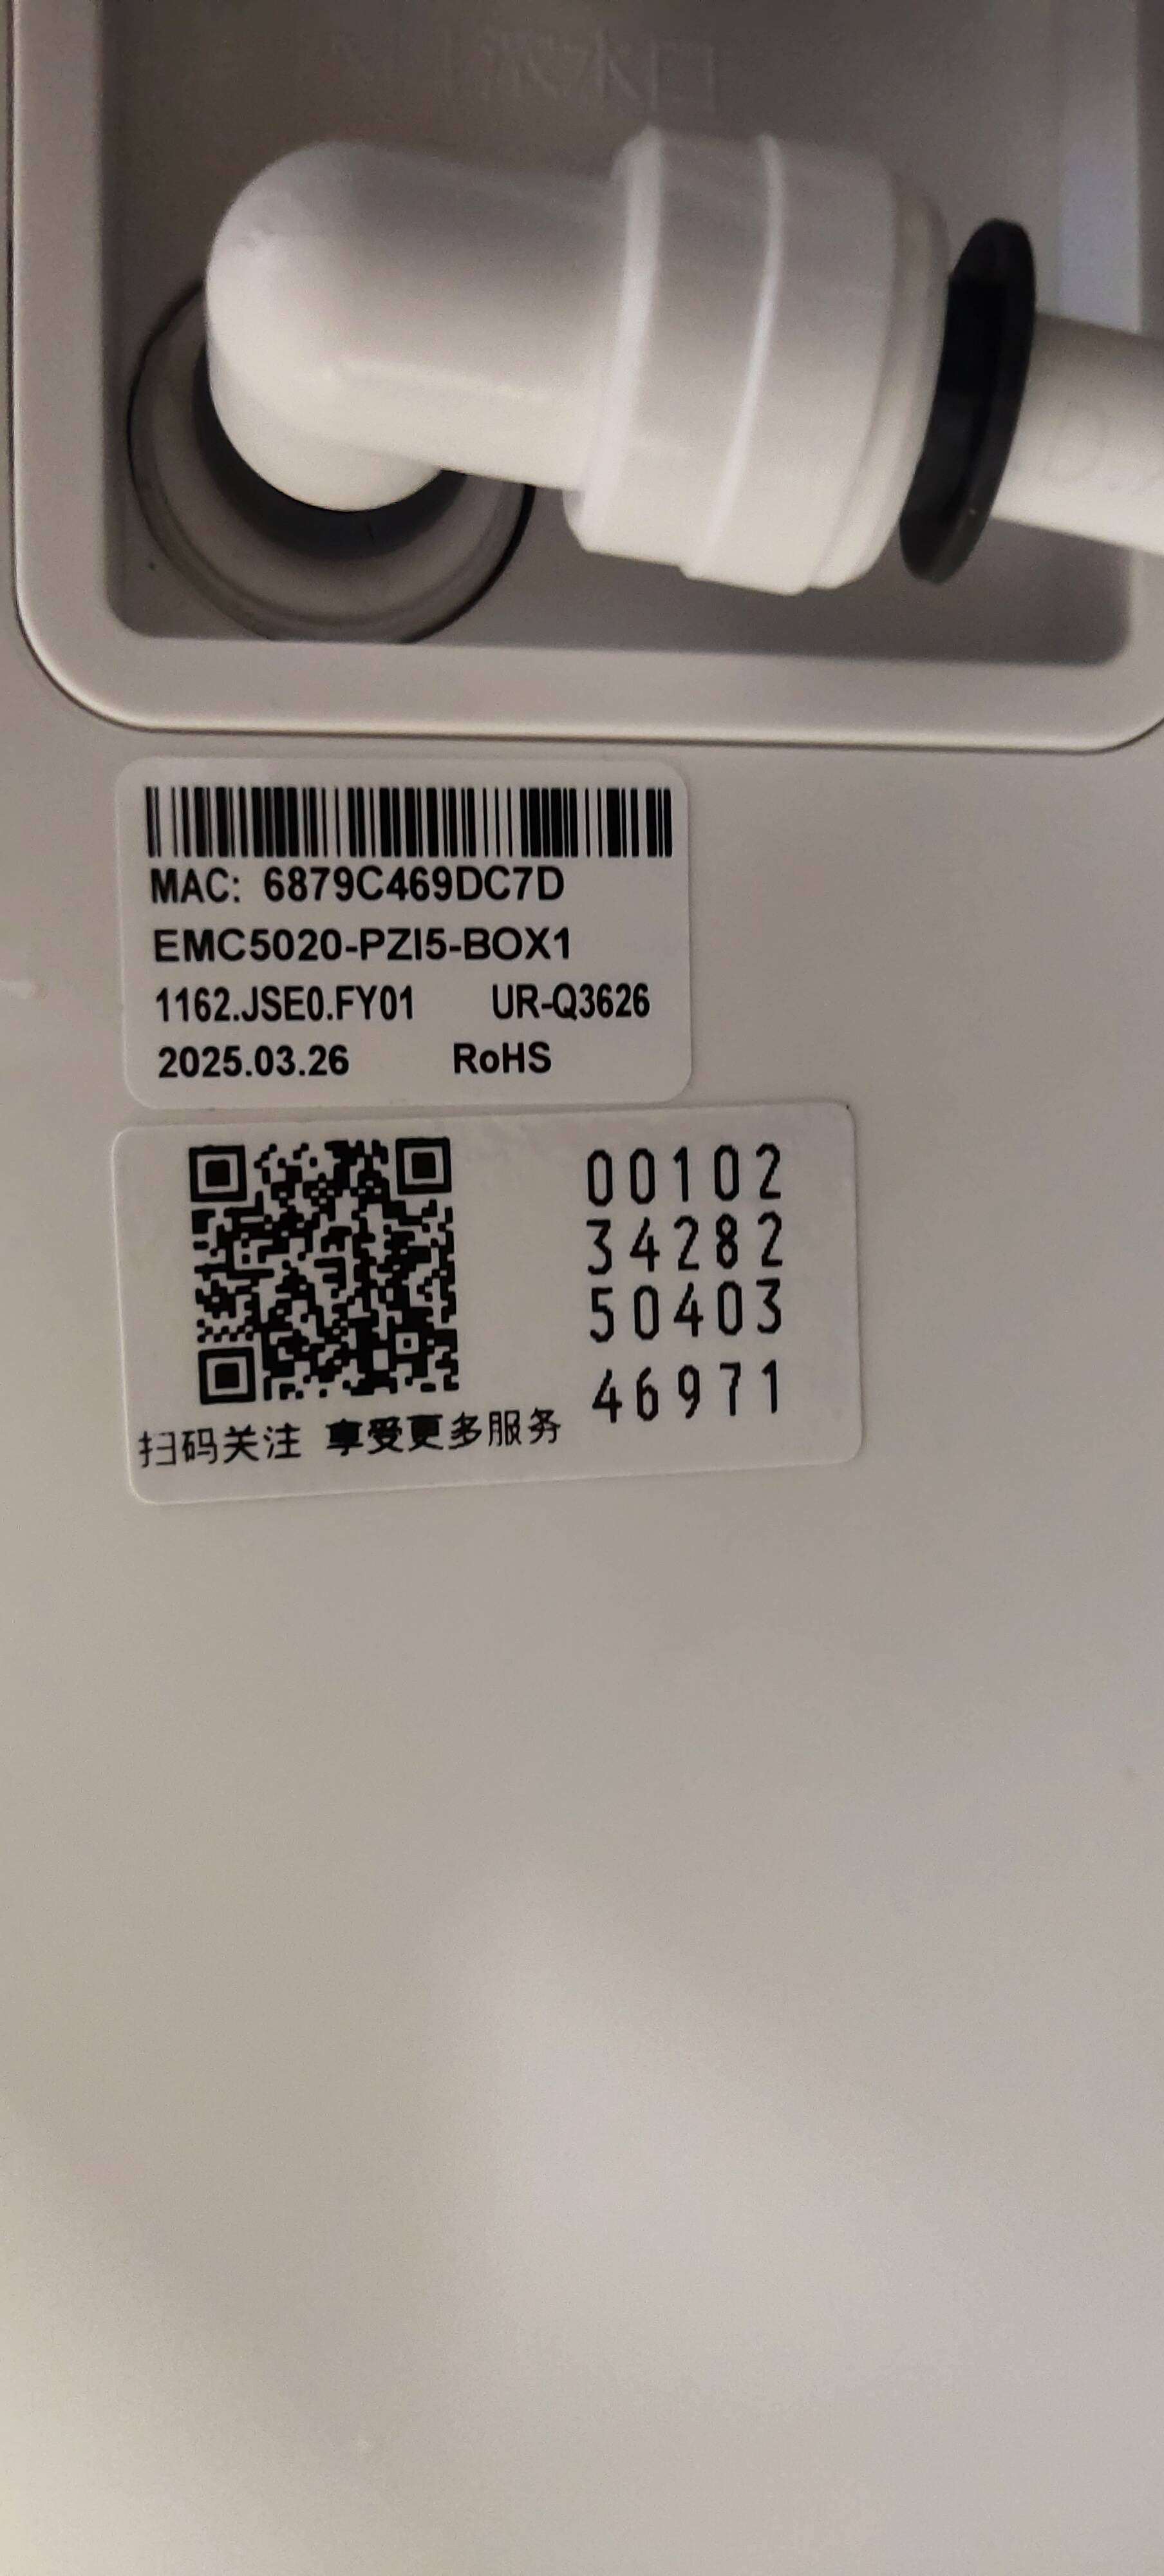 MAC: 6879C469DC7D
EMC5020-PZI5-BOX1
1162.JSE0.FY01 UR-Q3626
2025.03.26 RoHS
00102
34282
50403
46971
扫码关注 享受更多服务